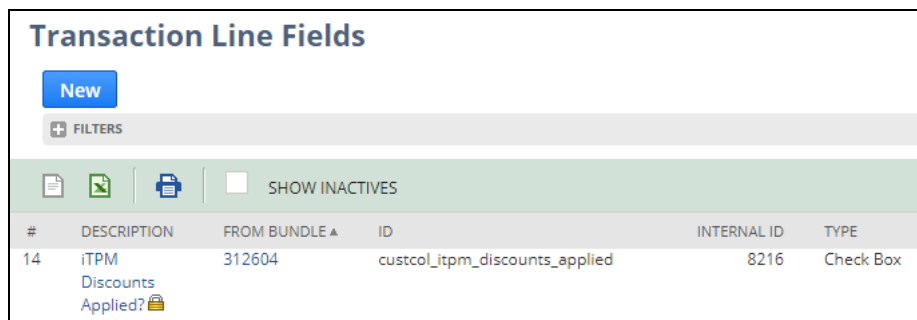 Transaction Line Fields
New
FILTERS
SHOW INACTIVES
# DESCRIPTION FROM BUNDLE ▲ ID INTERNAL ID TYPE
14 iTPM 312604 custcol_itpm_discounts_applied 8216 Check Box
Discounts
Applied?